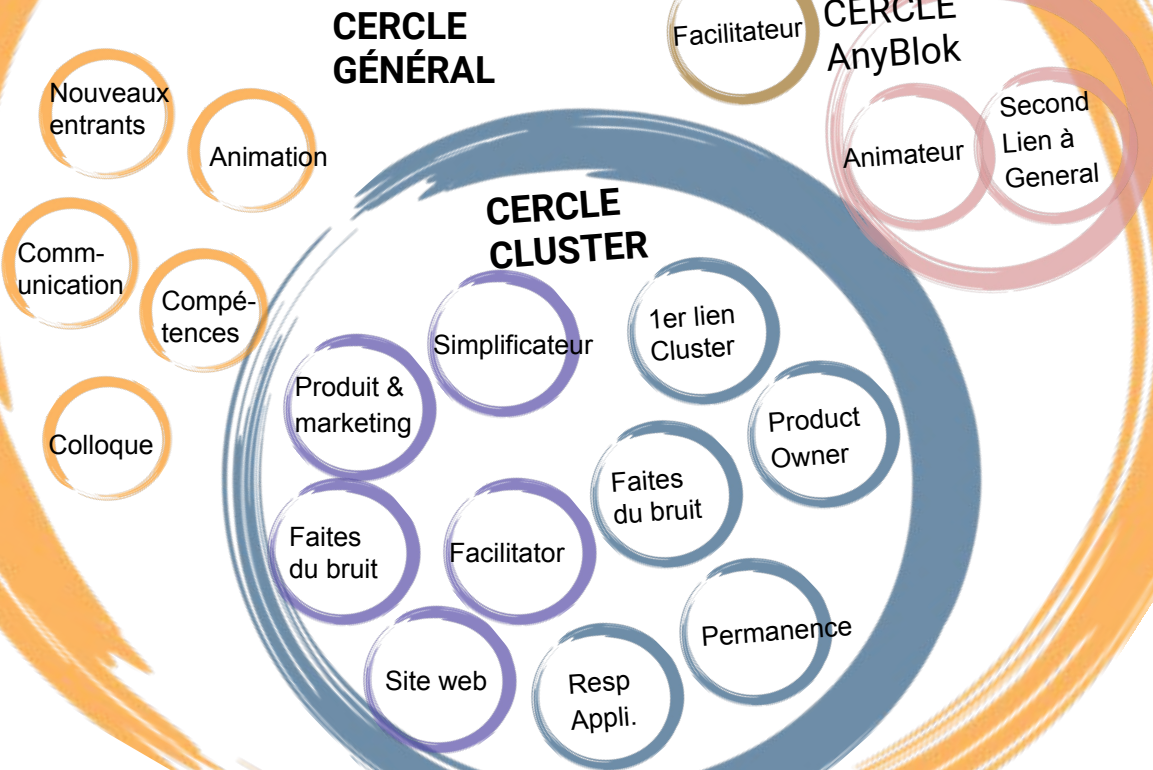 CERCLE
GÉNÉRAL
Facilitateur
CERCLE
AnyBlok
Nouveaux
entrants
Animation
Animateur
Second
Lien à
General
CERCLE
CLUSTER
Comm-
unication
Compé-
tences
Simplificateur
1er lien
Cluster
Produit &
marketing
Product
Owner
Colloque
Faites
du bruit
Faites
du bruit
Facilitator
Permanence
Site web
Resp
Appli.